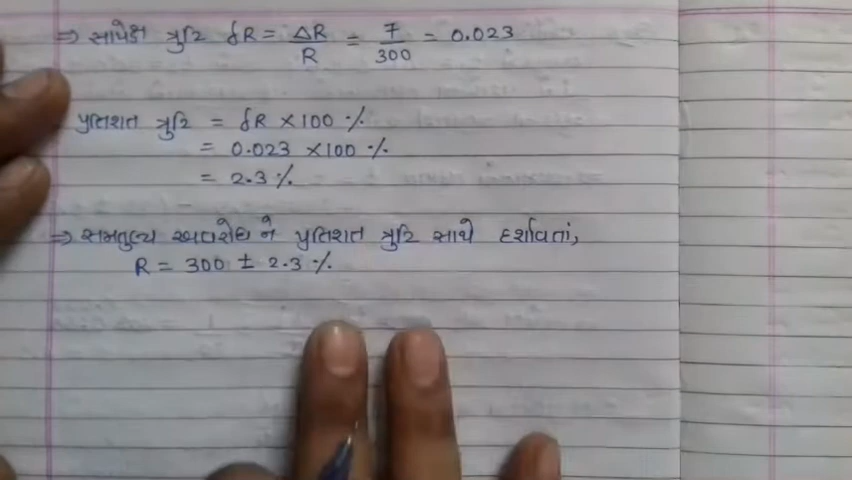 ⇒ સાપેક્ષ ત્રુટિ δR = ΔR/R = 7/300 = 0.023
પ્રતિશત ત્રુટિ = δR × 100 %
= 0.023 × 100 %
= 2.3 %
⇒ સમતુલ્ય અવરોધ ને પ્રતિશત ત્રુટિ સાથે દર્શાવતાં,
R = 300 ± 2.3 %